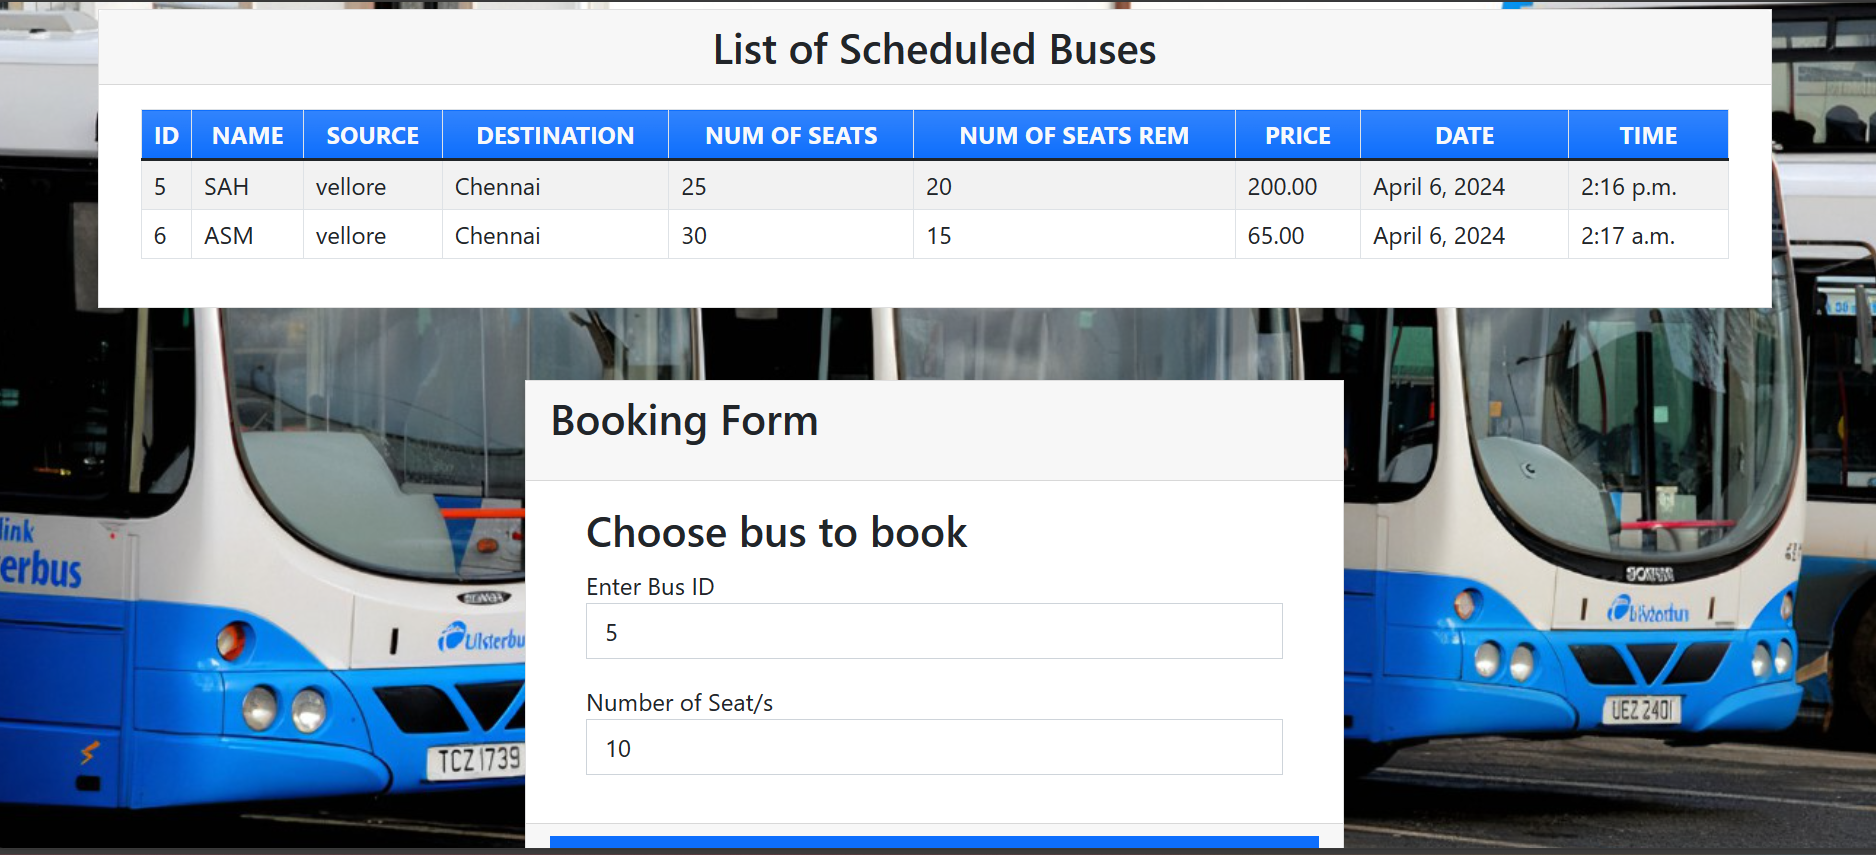 List of Scheduled Buses
ID NAME SOURCE DESTINATION NUM OF SEATS NUM OF SEATS REM PRICE DATE TIME
5 SAH vellore Chennai 25 20 200.00 April 6, 2024 2:16 p.m.
6 ASM vellore Chennai 30 15 65.00 April 6, 2024 2:17 a.m.
Booking Form
Choose bus to book
Enter Bus ID
5
Number of Seat/s
10
link
erbus
Ulsterbu
TCZ 1739
UEZ 2401